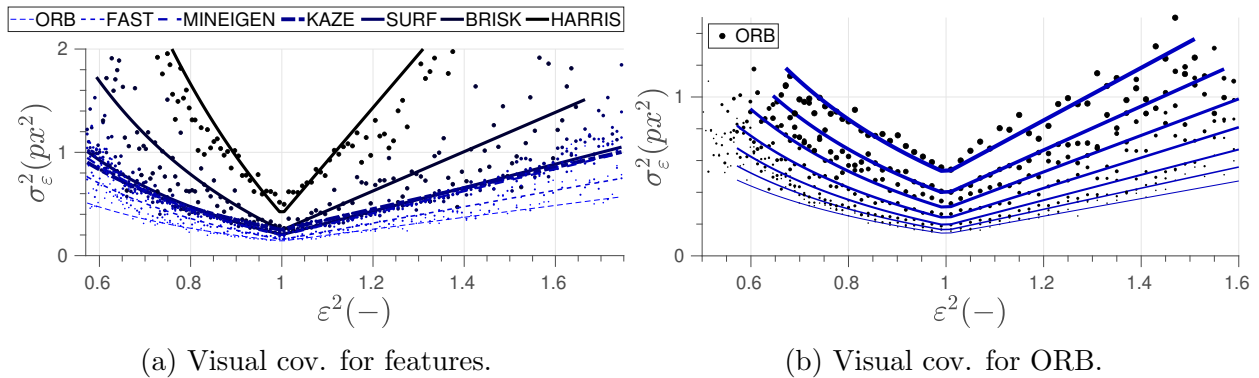 ORB FAST MINEIGEN KAZE SURF BRISK HARRIS
2
1
0
σ²_ε(px²)
0.6 0.8 1 1.2 1.4 1.6
ε²(−)
(a) Visual cov. for features.
ORB
1
0
σ²_ε(px²)
0.6 0.8 1 1.2 1.4 1.6
ε²(−)
(b) Visual cov. for ORB.